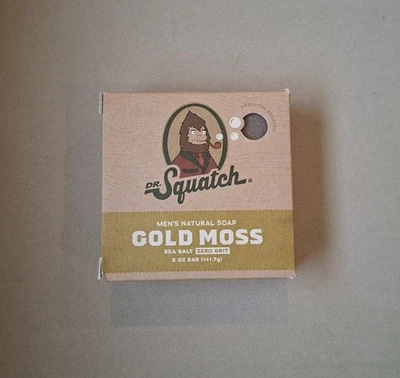 DR.
Squatch®
MEN'S NATURAL SOAP
GOLD MOSS
SEA SALT ZERO GRIT
5 OZ BAR (141.7g)